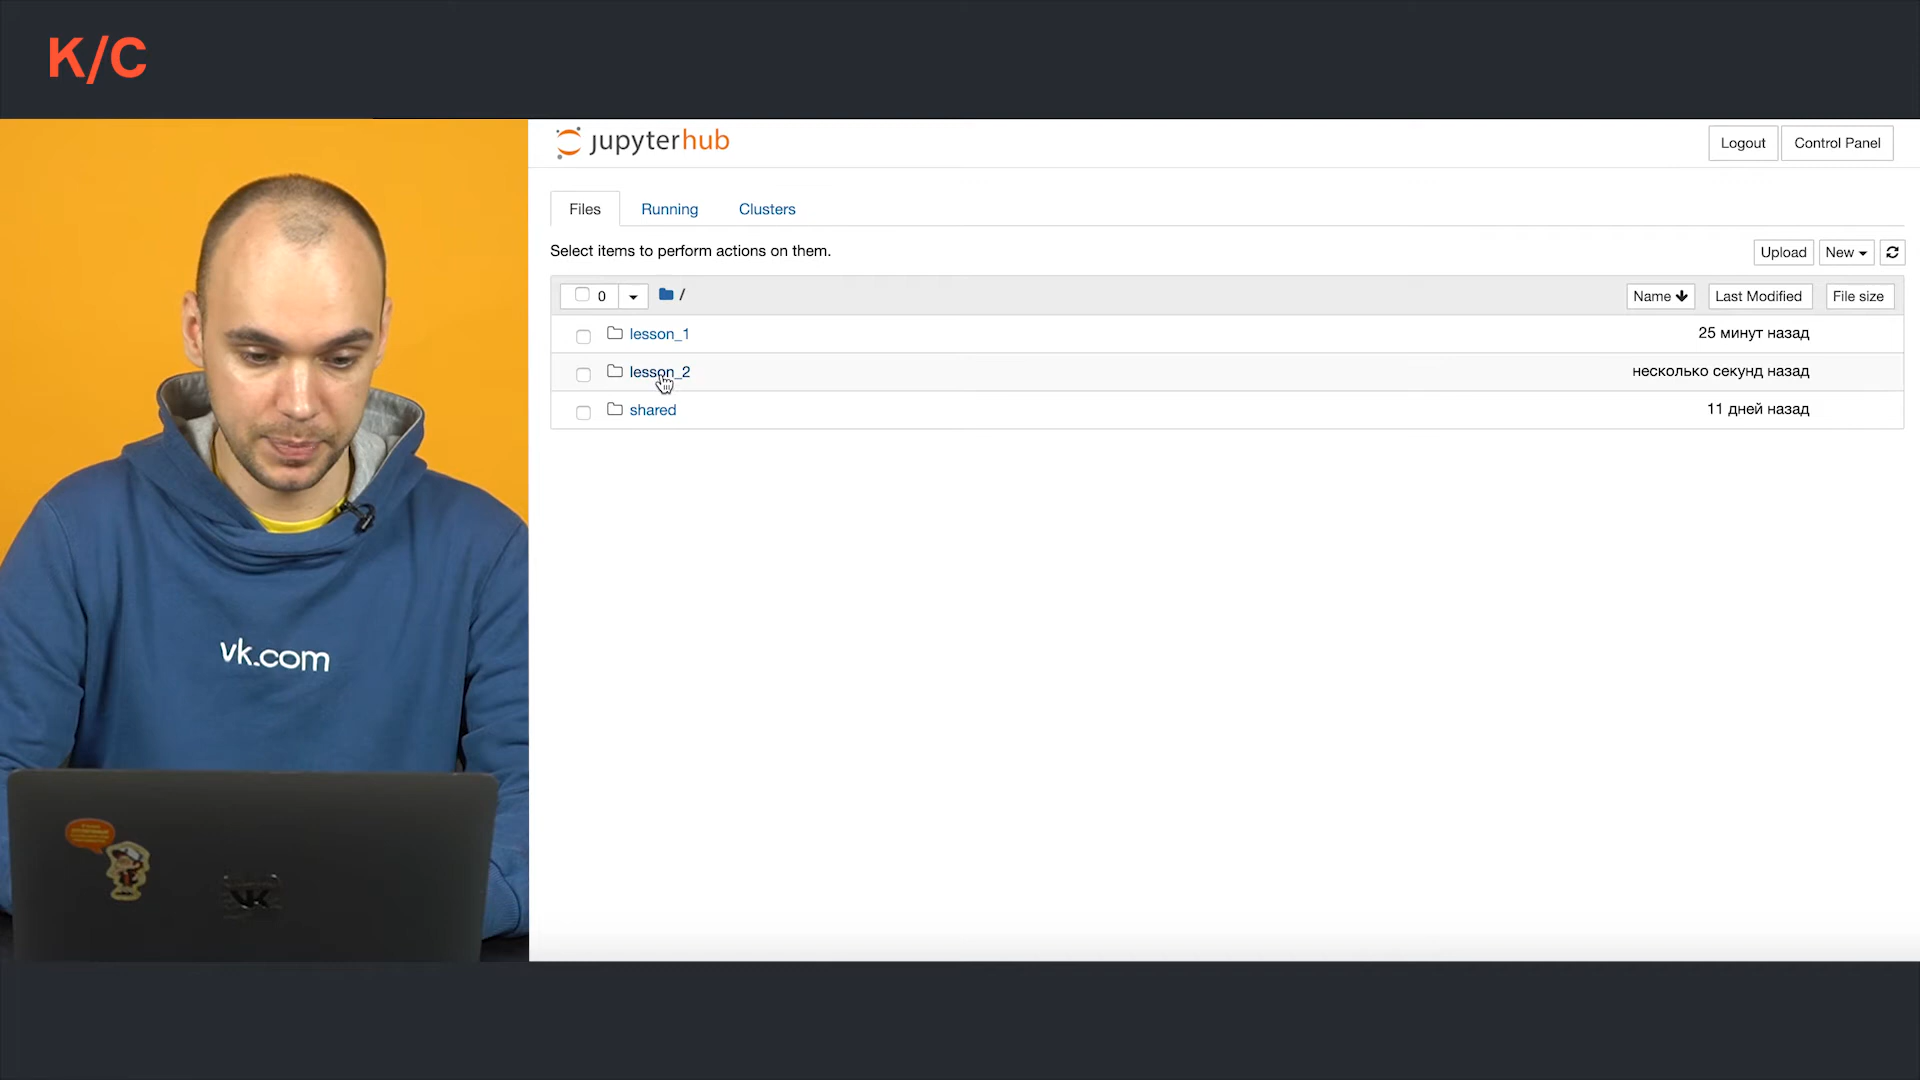 K/C
jupyterhub
Logout
Control Panel
Files
Running
Clusters
Select items to perform actions on them.
Upload
New
0
/
Name
Last Modified
File size
lesson_1
25 минут назад
lesson_2
несколько секунд назад
shared
11 дней назад
vk.com
VK